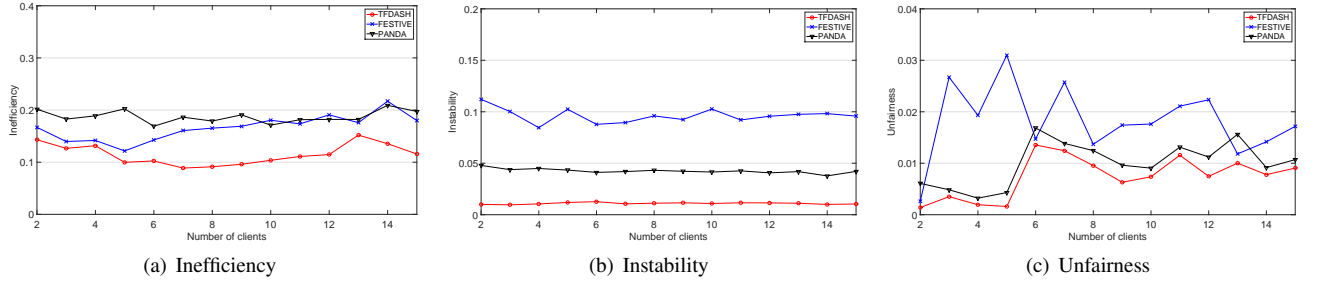 0.4
0.3
0.2
0.1
0
Inefficiency
2 4 6 8 10 12 14
Number of clients
TFDASH
FESTIVE
PANDA
(a) Inefficiency
0.2
0.15
0.1
0.05
0
Instability
2 4 6 8 10 12 14
Number of clients
TFDASH
FESTIVE
PANDA
(b) Instability
0.04
0.03
0.02
0.01
0
Unfairness
2 4 6 8 10 12 14
Number of clients
TFDASH
FESTIVE
PANDA
(c) Unfairness